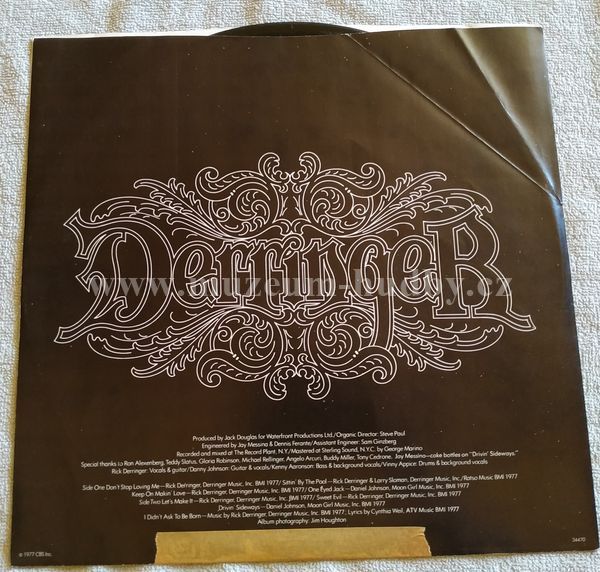 DerringeR
www.muzeum-hudby.cz
Produced by Jack Douglas for Waterfront Productions Ltd./Organic Director: Steve Paul
Engineered by Jay Messina & Dennis Ferante/Assistant Engineer: Sam Ginzberg
Recorded and mixed at The Record Plant, N.Y./Mastered at Sterling Sound, N.Y.C. by George Marino
Special thanks to Ron Alexenberg, Teddy Slatus, Gloria Robinson, Michael Rellinger, Angelo Arcuri, Buddy Miller, Tony Cedrone. Jay Messina—coke bottles on "Drivin' Sideways."
Rick Derringer: Vocals & guitar/Danny Johnson: Guitar & vocals/Kenny Aaronson: Bass & background vocals/Vinny Appice: Drums & background vocals
Side One Don't Stop Loving Me—Rick Derringer, Derringer Music, Inc. BMI 1977/Sittin' By The Pool—Rick Derringer & Larry Sloman, Derringer Music, Inc./Ratso Music BMI 1977
Keep On Makin' Love—Rick Derringer, Derringer Music, Inc. BMI 1977/One Eyed Jack—Daniel Johnson, Moon Girl Music, Inc. BMI 1977
Side Two Let's Make It—Rick Derringer, Derringer Music, Inc. BMI 1977/Sweet Evil—Rick Derringer, Derringer Music, Inc. BMI 1977
Drivin' Sideways—Daniel Johnson, Moon Girl Music, Inc. BMI 1977
I Didn't Ask To Be Born—Music by Rick Derringer, Derringer Music, Inc. BMI 1977; Lyrics by Cynthia Weil, ATV Music BMI 1977
Album photography: Jim Houghton
© 1977 CBS Inc. 34470